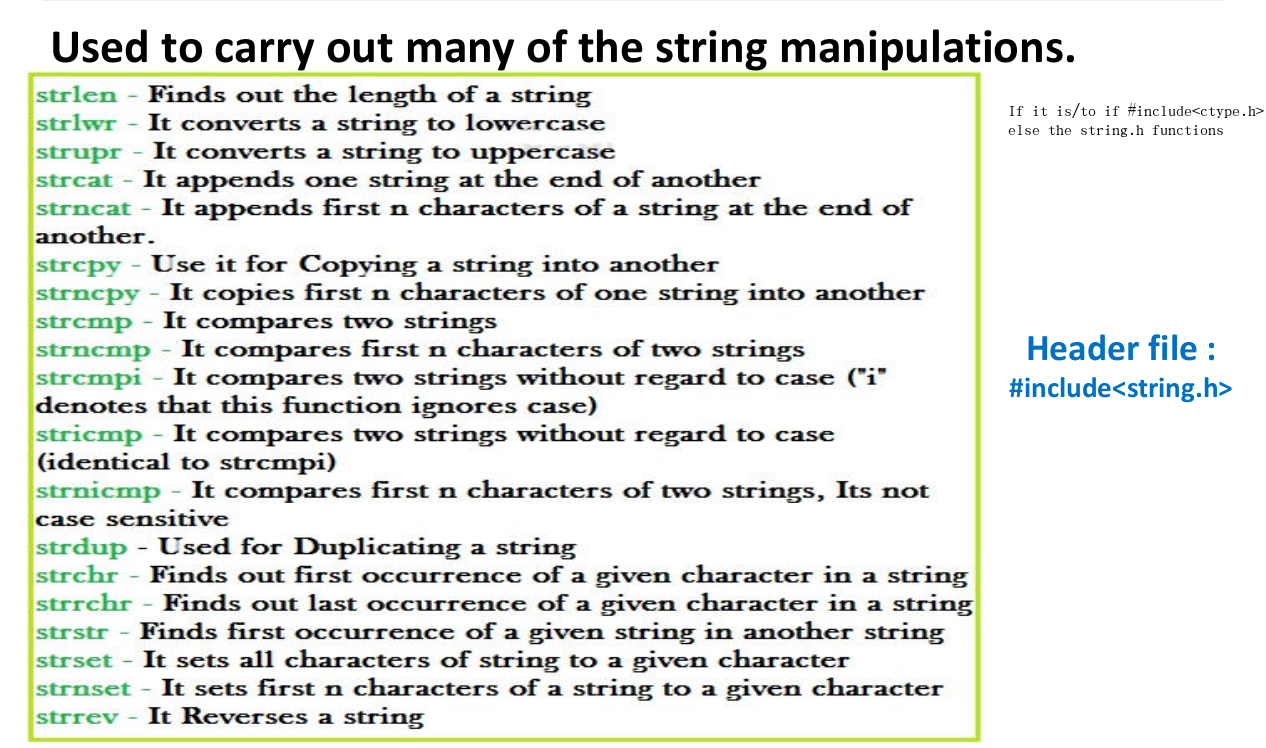 Used to carry out many of the string manipulations.
strlen - Finds out the length of a string
strlwr - It converts a string to lowercase
strupr - It converts a string to uppercase
strcat - It appends one string at the end of another
strncat - It appends first n characters of a string at the end of
another.
strcpy - Use it for Copying a string into another
strncpy - It copies first n characters of one string into another
strcmp - It compares two strings
strncmp - It compares first n characters of two strings
strcmpi - It compares two strings without regard to case ("i"
denotes that this function ignores case)
stricmp - It compares two strings without regard to case
(identical to strcmpi)
strnicmp - It compares first n characters of two strings, Its not
case sensitive
strdup - Used for Duplicating a string
strchr - Finds out first occurrence of a given character in a string
strrchr - Finds out last occurrence of a given character in a string
strstr - Finds first occurrence of a given string in another string
strset - It sets all characters of string to a given character
strnset - It sets first n characters of a string to a given character
strrev - It Reverses a string
If it is/to if #include<ctype.h>
else the string.h functions
Header file :
#include<string.h>